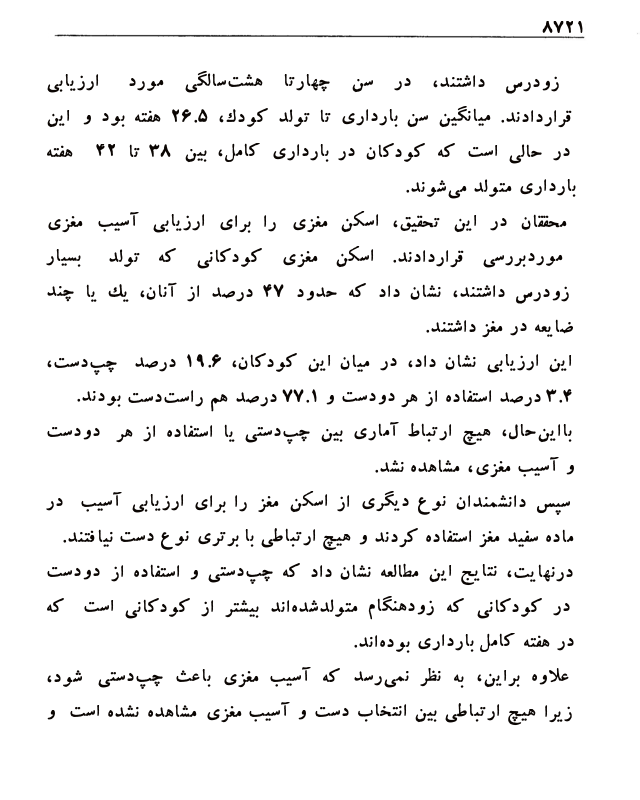 ۸۷۲۱
زودرس داشتند، در سن چهارتا هشت‌سالگی مورد ارزیابی
قراردادند. میانگین سن بارداری تا تولد کودك، ۲۶.۵ هفته بود و این
در حالی است که کودکان در بارداری کامل، بین ۳۸ تا ۴۲ هفته
بارداری متولد می‌شوند.
محققان در این تحقیق، اسکن مغزی را برای ارزیابی آسیب مغزی
موردبررسی قراردادند. اسکن مغزی کودکانی که تولد بسیار
زودرس داشتند، نشان داد که حدود ۴۷ درصد از آنان، یك یا چند
ضایعه در مغز داشتند.
این ارزیابی نشان داد، در میان این کودکان، ۱۹.۶ درصد چپ‌دست،
۳.۴ درصد استفاده از هر دودست و ۷۷.۱ درصد هم راست‌دست بودند.
بااین‌حال، هیچ ارتباط آماری بین چپ‌دستی یا استفاده از هر دودست
و آسیب مغزی، مشاهده نشد.
سپس دانشمندان نوع دیگری از اسکن مغز را برای ارزیابی آسیب در
ماده سفید مغز استفاده کردند و هیچ ارتباطی با برتری نوع دست نیافتند.
درنهایت، نتایج این مطالعه نشان داد که چپ‌دستی و استفاده از دودست
در کودکانی که زودهنگام متولدشده‌اند بیشتر از کودکانی است که
در هفته کامل بارداری بوده‌اند.
علاوه براین، به نظر نمی‌رسد که آسیب مغزی باعث چپ‌دستی شود،
زیرا هیچ ارتباطی بین انتخاب دست و آسیب مغزی مشاهده نشده است و